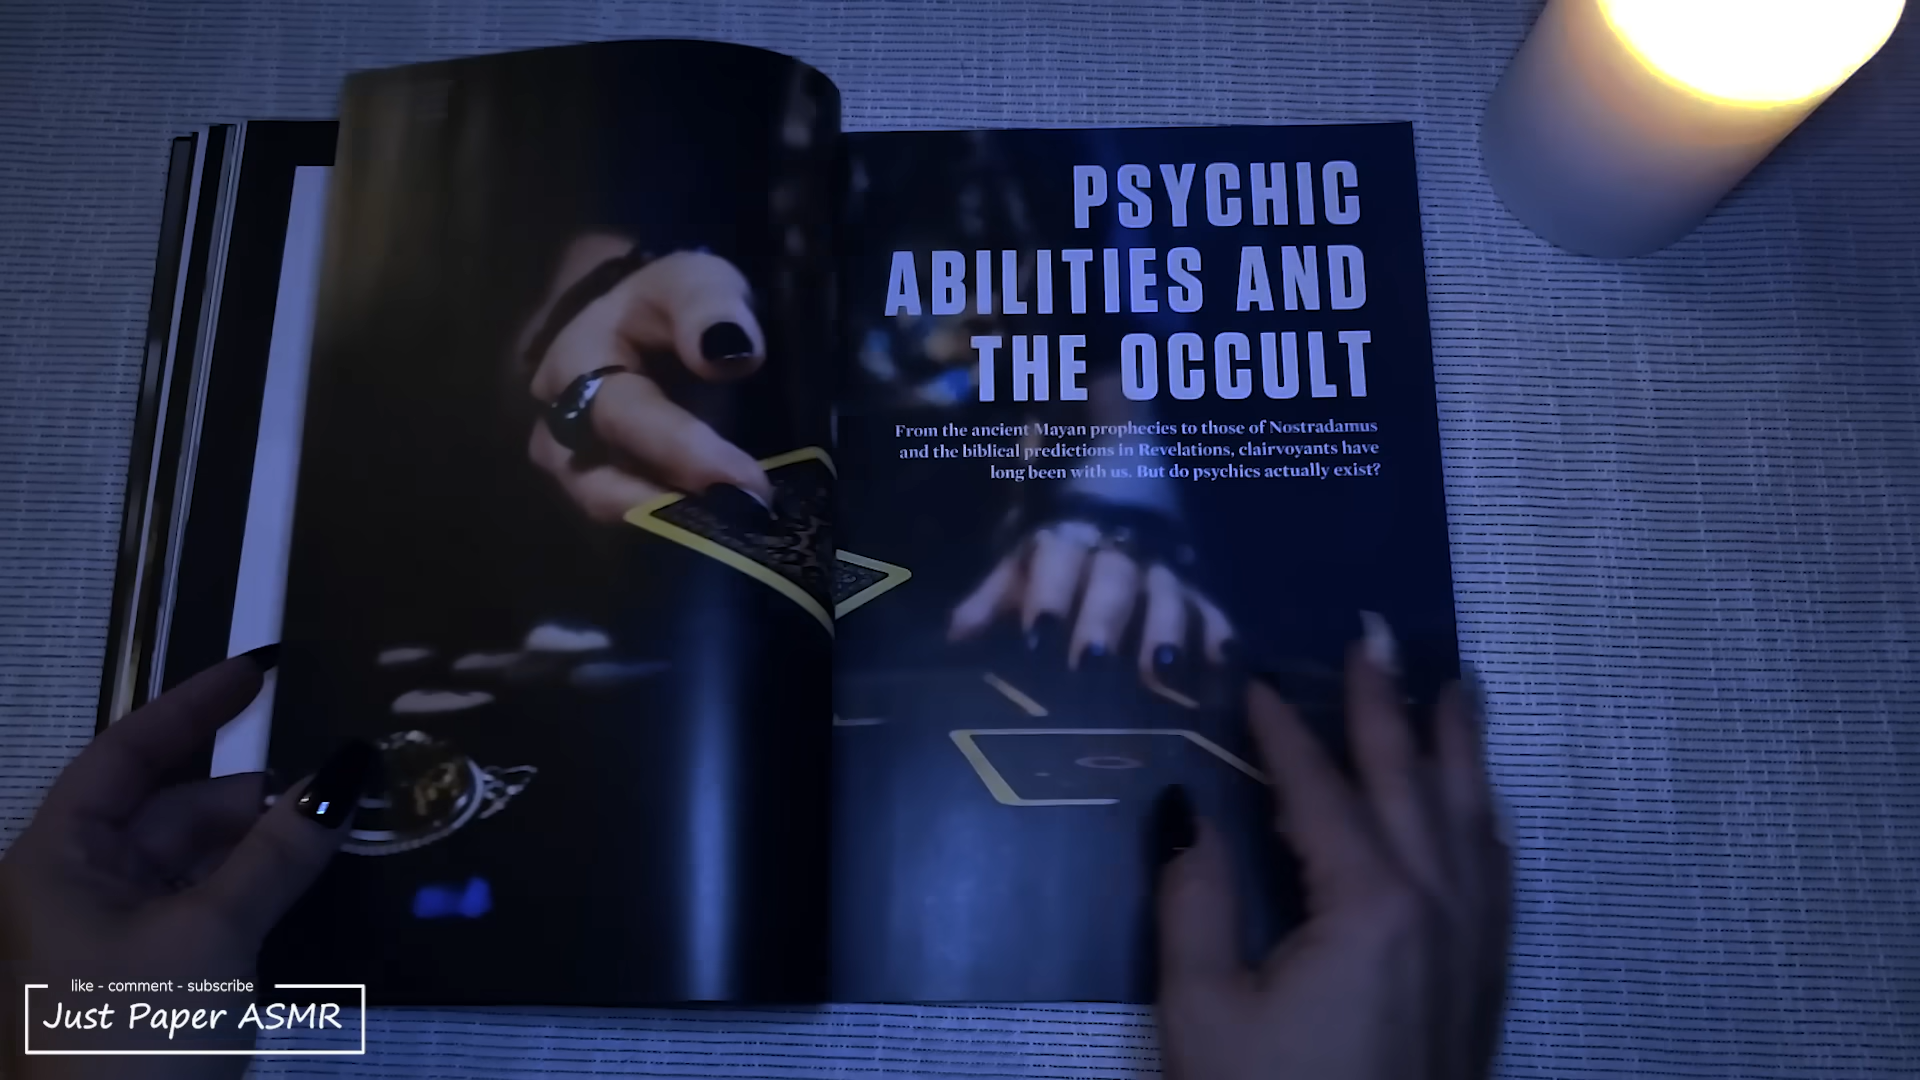 PSYCHIC
ABILITIES AND
THE OCCULT
From the ancient Mayan prophecies to those of Nostradamus
and the biblical predictions in Revelations, clairvoyants have
long been with us. But do psychics actually exist?
like - comment - subscribe
Just Paper ASMR